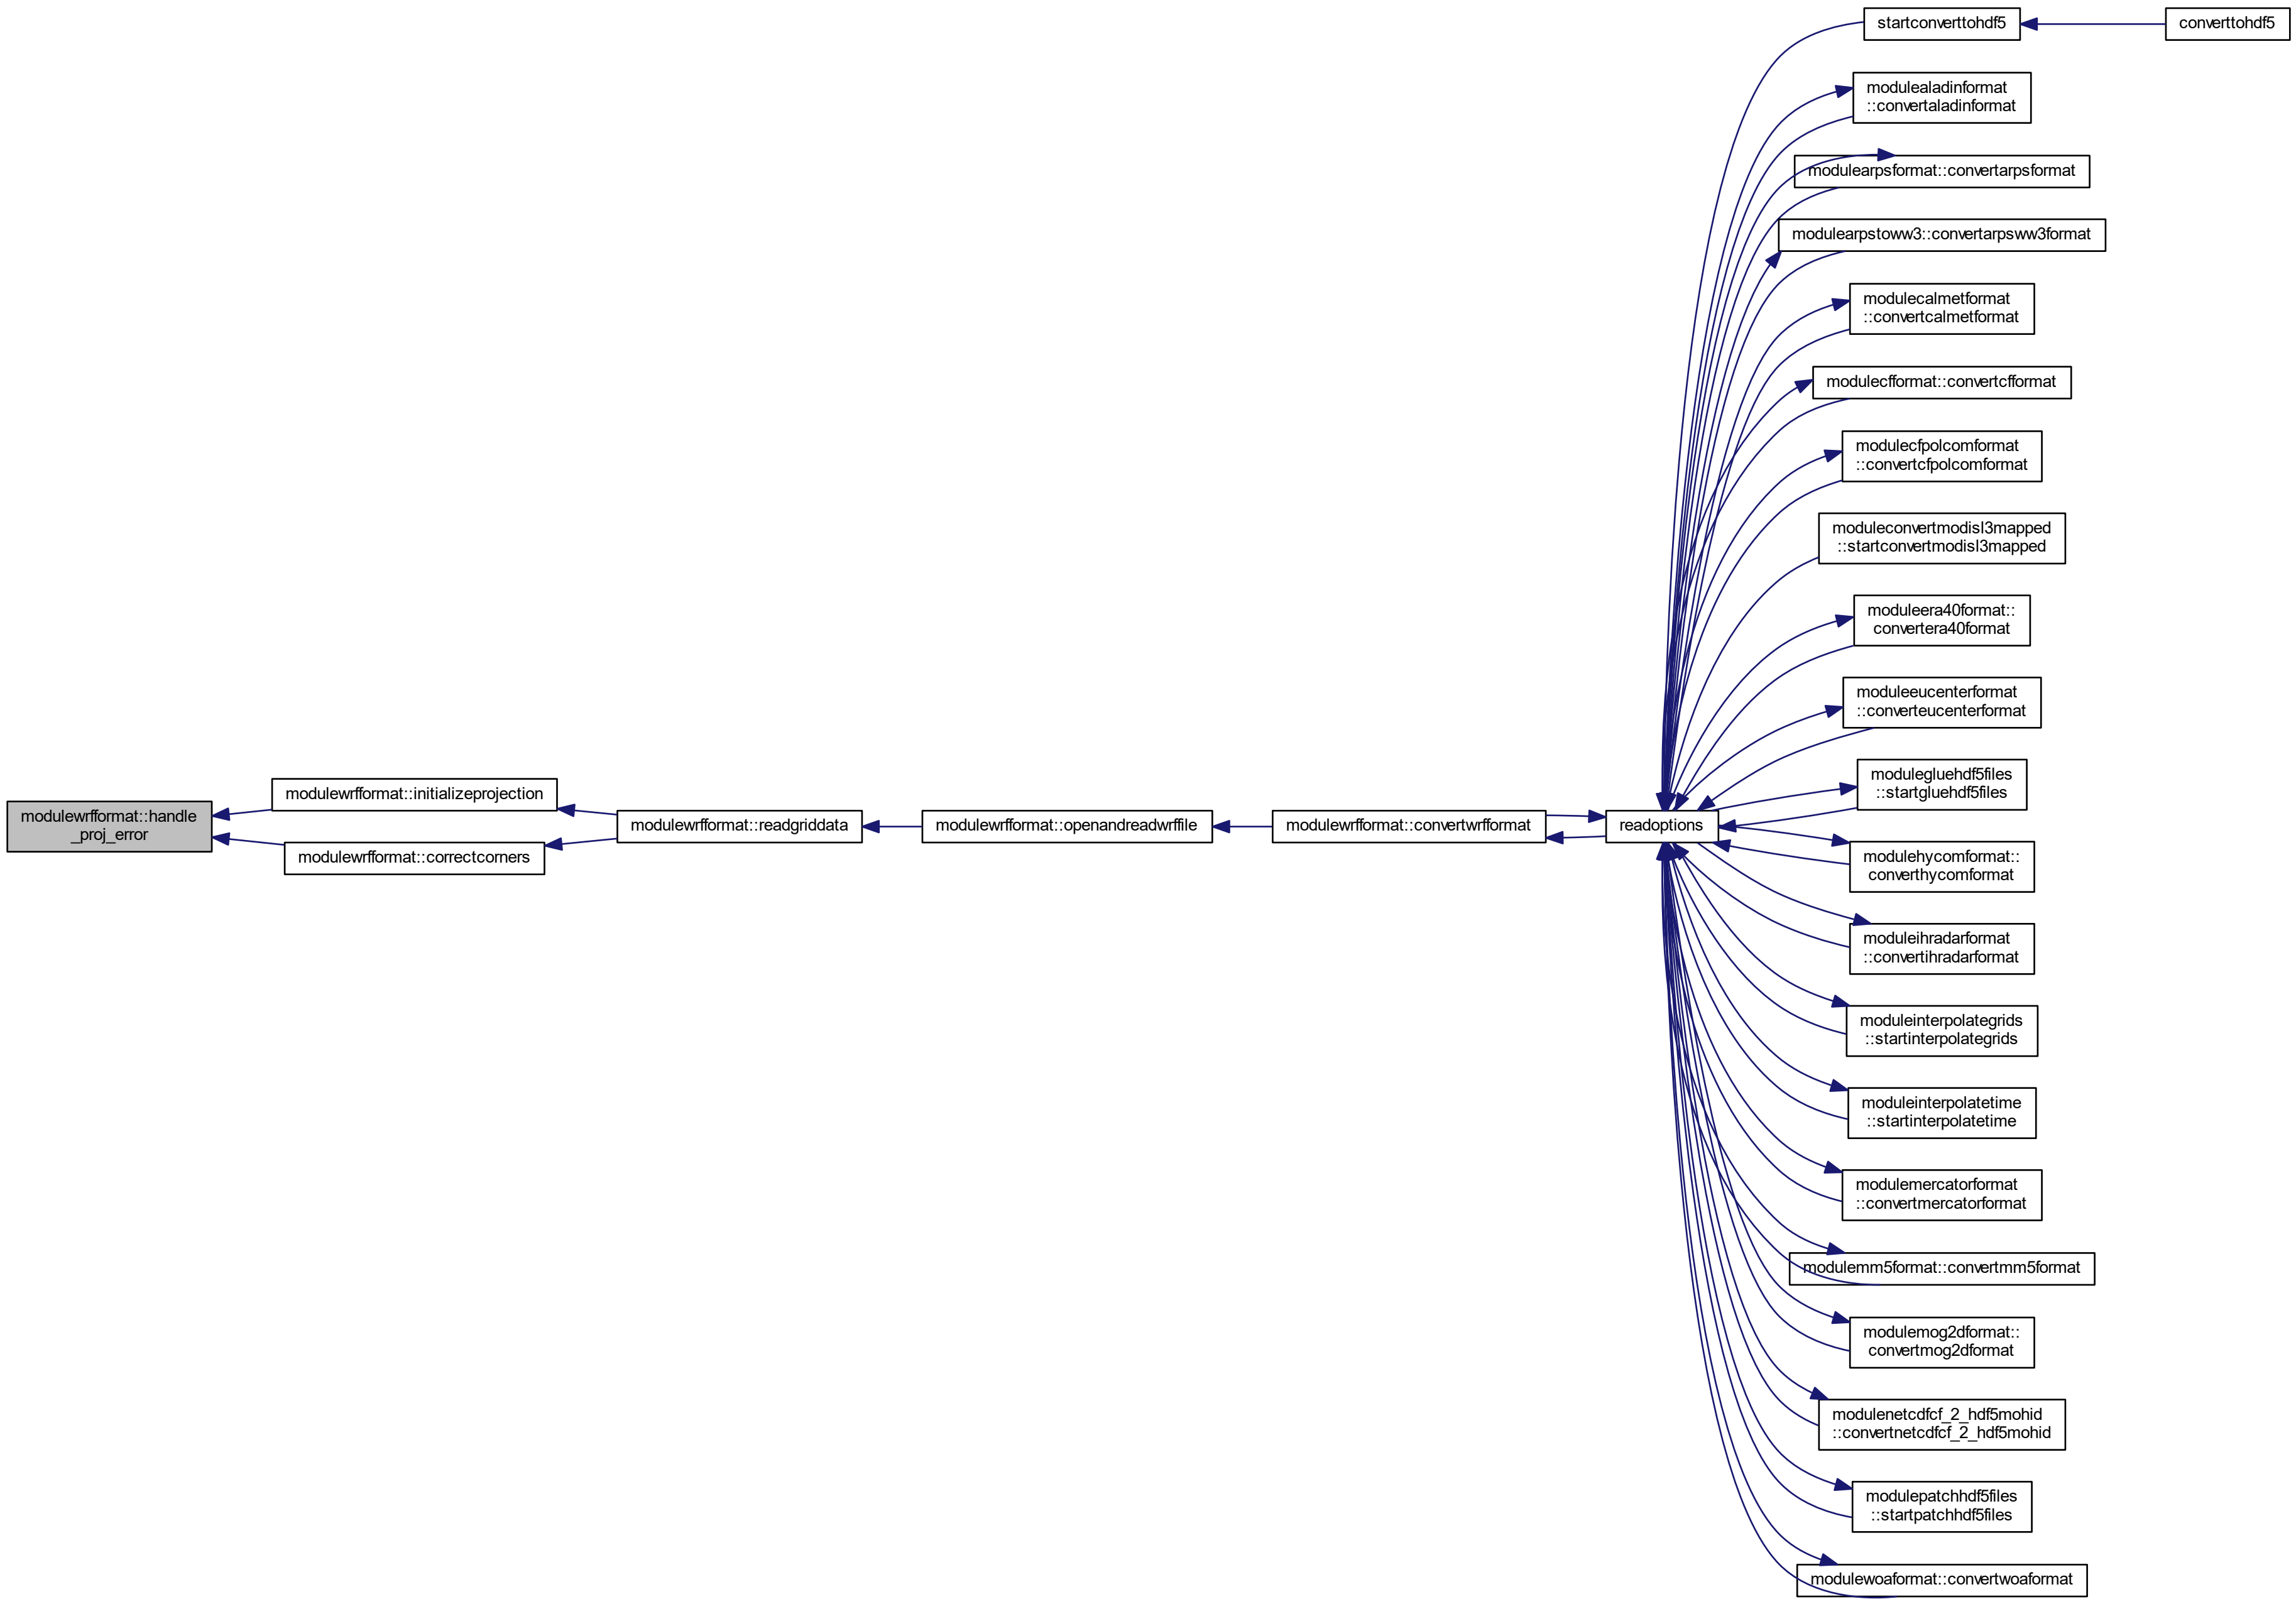 startconverttohdf5
converttohdf5
modulealadinformat
::convertaladinformat
modulearpsformat::convertarpsformat
modulearpstoww3::convertarpsww3format
modulecalmetformat
::convertcalmetformat
modulecfformat::convertcfformat
modulecfpolcomformat
::convertcfpolcomformat
moduleconvertmodisl3mapped
::startconvertmodisl3mapped
moduleera40format::
convertera40format
moduleeucenterformat
::converteucenterformat
modulegluehdf5files
::startgluehdf5files
modulewrfformat::handle
_proj_error
modulewrfformat::initializeprojection
modulewrfformat::correctcorners
modulewrfformat::readgriddata
modulewrfformat::openandreadwrffile
modulewrfformat::convertwrfformat
readoptions
modulehycomformat::
converthycomformat
moduleihradarformat
::convertihradarformat
moduleinterpolategrids
::startinterpolategrids
moduleinterpolatetime
::startinterpolatetime
modulemercatorformat
::convertmercatorformat
modulemm5format::convertmm5format
modulemog2dformat::
convertmog2dformat
modulenetcdfcf_2_hdf5mohid
::convertnetcdfcf_2_hdf5mohid
modulepatchhdf5files
::startpatchhdf5files
modulewoaformat::convertwoaformat